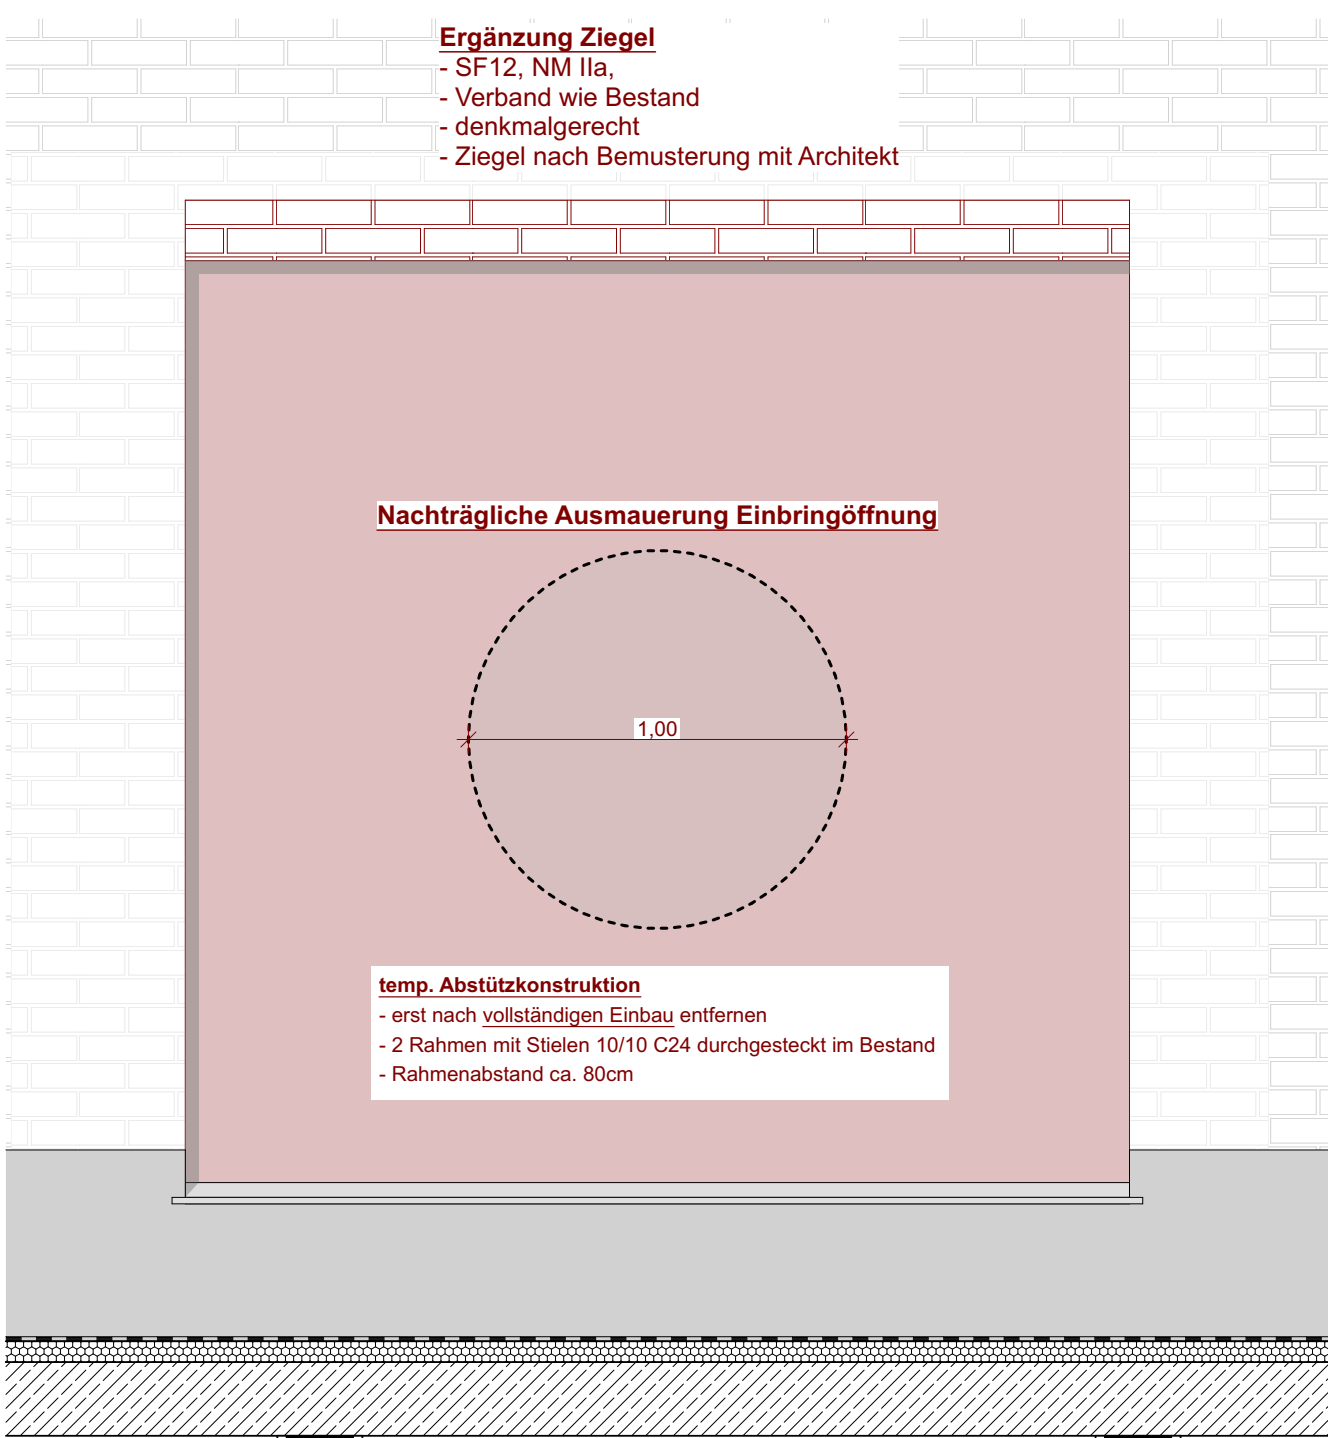 Ergänzung Ziegel
- SF12, NM IIa,
- Verband wie Bestand
- denkmalgerecht
- Ziegel nach Bemusterung mit Architekt
Nachträgliche Ausmauerung Einbringöffnung
1,00
temp. Abstützkonstruktion
- erst nach vollständigen Einbau entfernen
- 2 Rahmen mit Stielen 10/10 C24 durchgesteckt im Bestand
- Rahmenabstand ca. 80cm